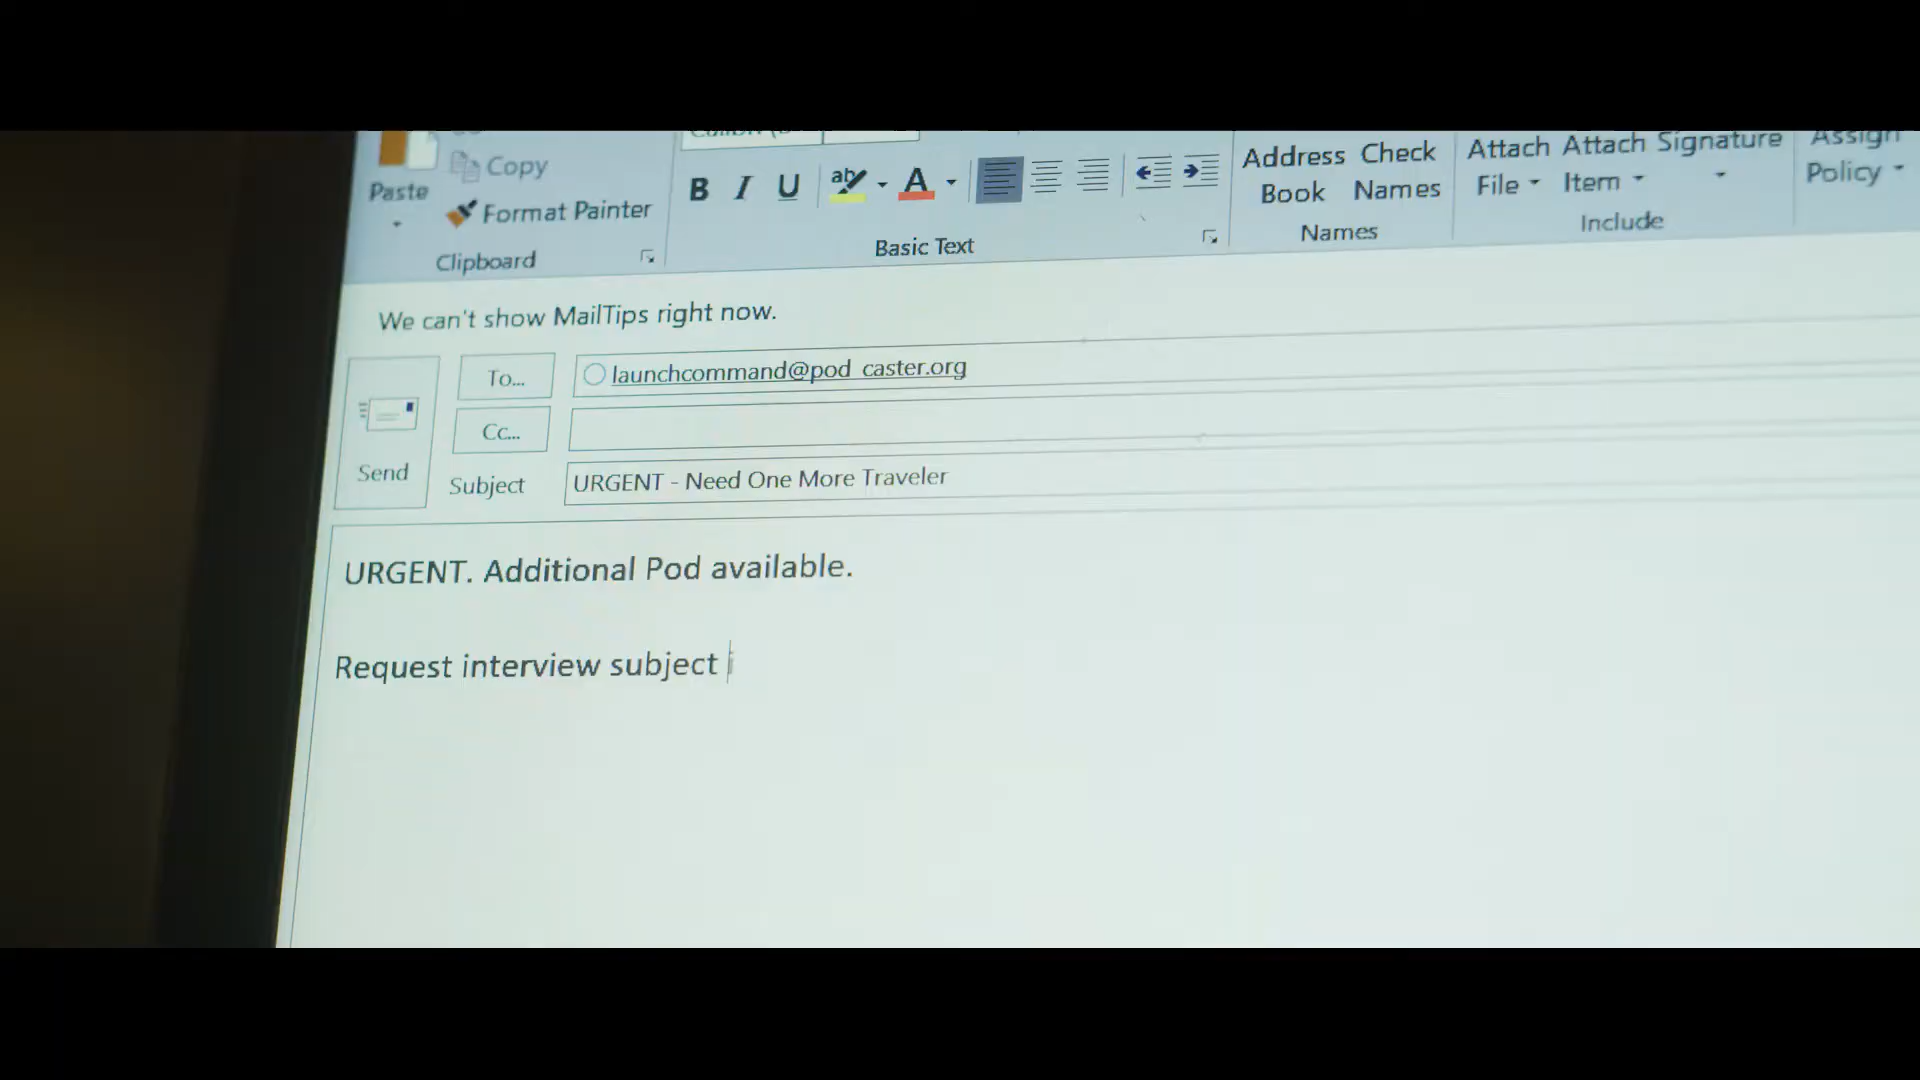 Copy
Paste
Format Painter
Clipboard
B I U ab A
Basic Text
Address Book
Check Names
Names
Attach File
Attach Item
Signature
Include
Assign Policy
We can't show MailTips right now.
To... launchcommand@pod_caster.org
Cc...
Send
Subject URGENT - Need One More Traveler
URGENT. Additional Pod available.
Request interview subject